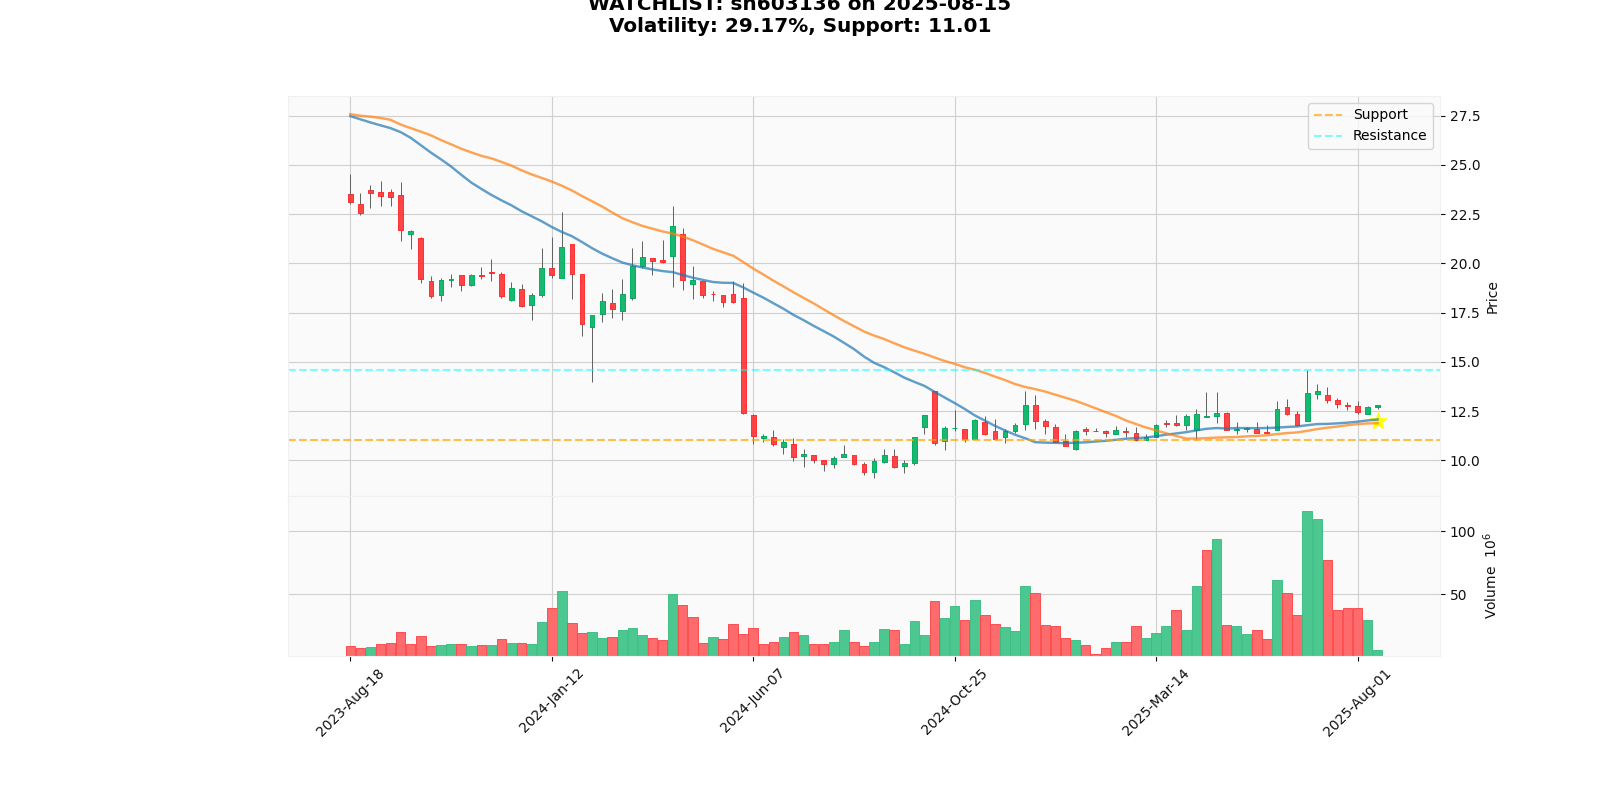 WATCHLIST: sh603136 on 2025-08-15
Volatility: 29.17%, Support: 11.01
Support
Resistance
27.5
25.0
22.5
20.0
17.5
15.0
12.5
10.0
Price
100
50
Volume 10⁶
2023-Aug-18
2024-Jan-12
2024-Jun-07
2024-Oct-25
2025-Mar-14
2025-Aug-01